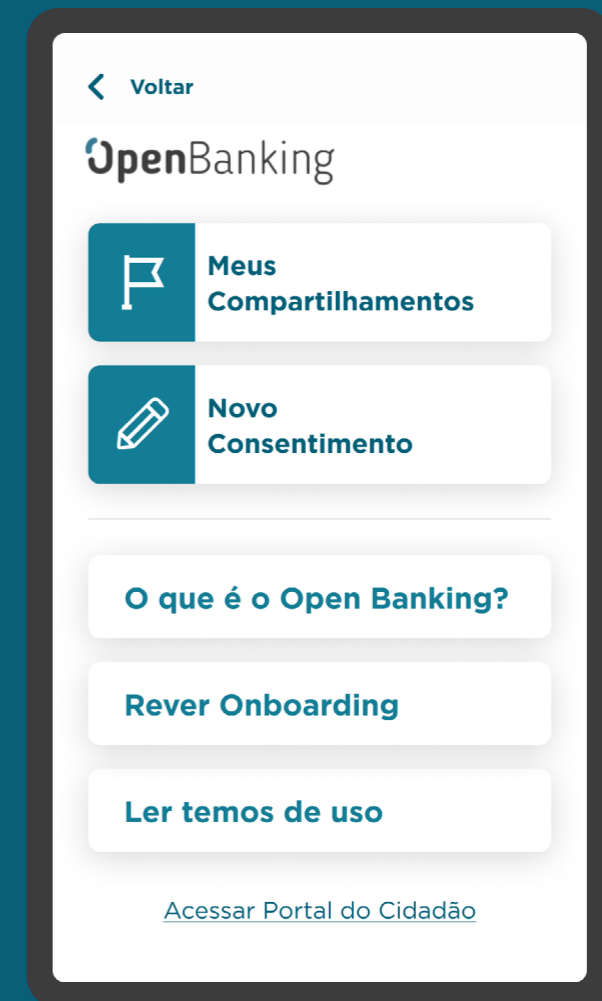 Voltar
OpenBanking
Meus
Compartilhamentos
Novo
Consentimento
O que é o Open Banking?
Rever Onboarding
Ler temos de uso
Acessar Portal do Cidadão